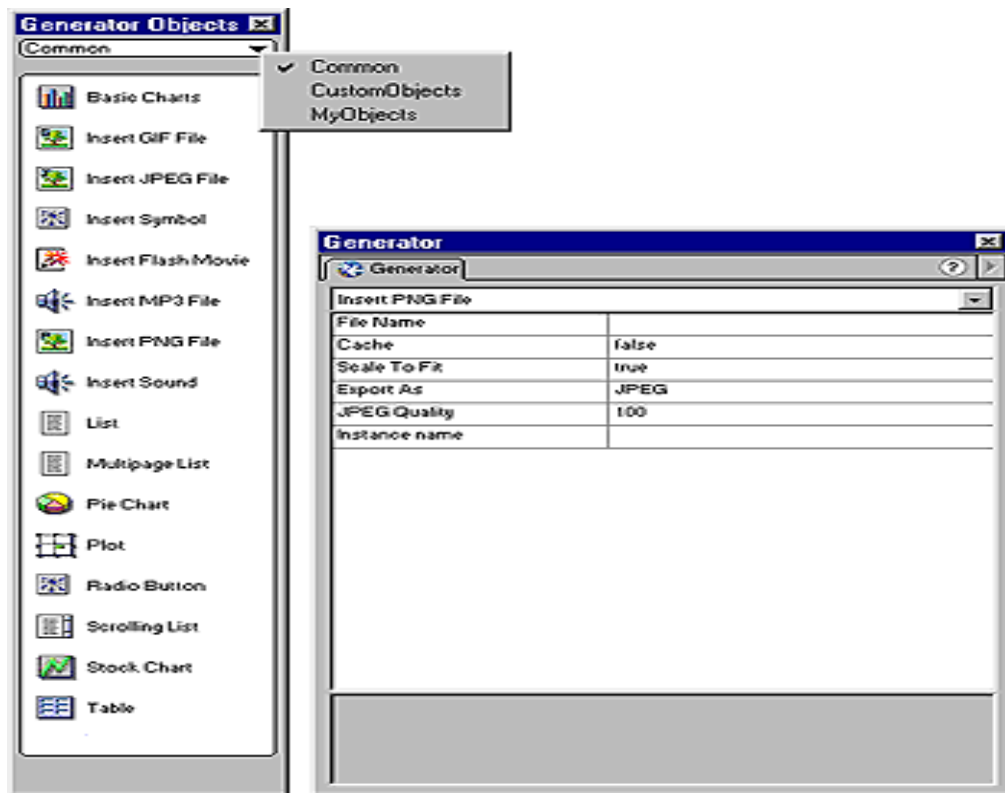 Generator Objects
Common
Common
CustomObjects
MyObjects
Basic Charts
Insert GIF File
Insert JPEG File
Insert Symbol
Insert Flash Movie
Insert MP3 File
Insert PNG File
Insert Sound
List
Multipage List
Pie Chart
Plot
Radio Button
Scrolling List
Stock Chart
Table
Generator
Generator
?
Insert PNG File
File Name
Cache false
Scale To Fit true
Export As JPEG
JPEG Quality 100
Instance name